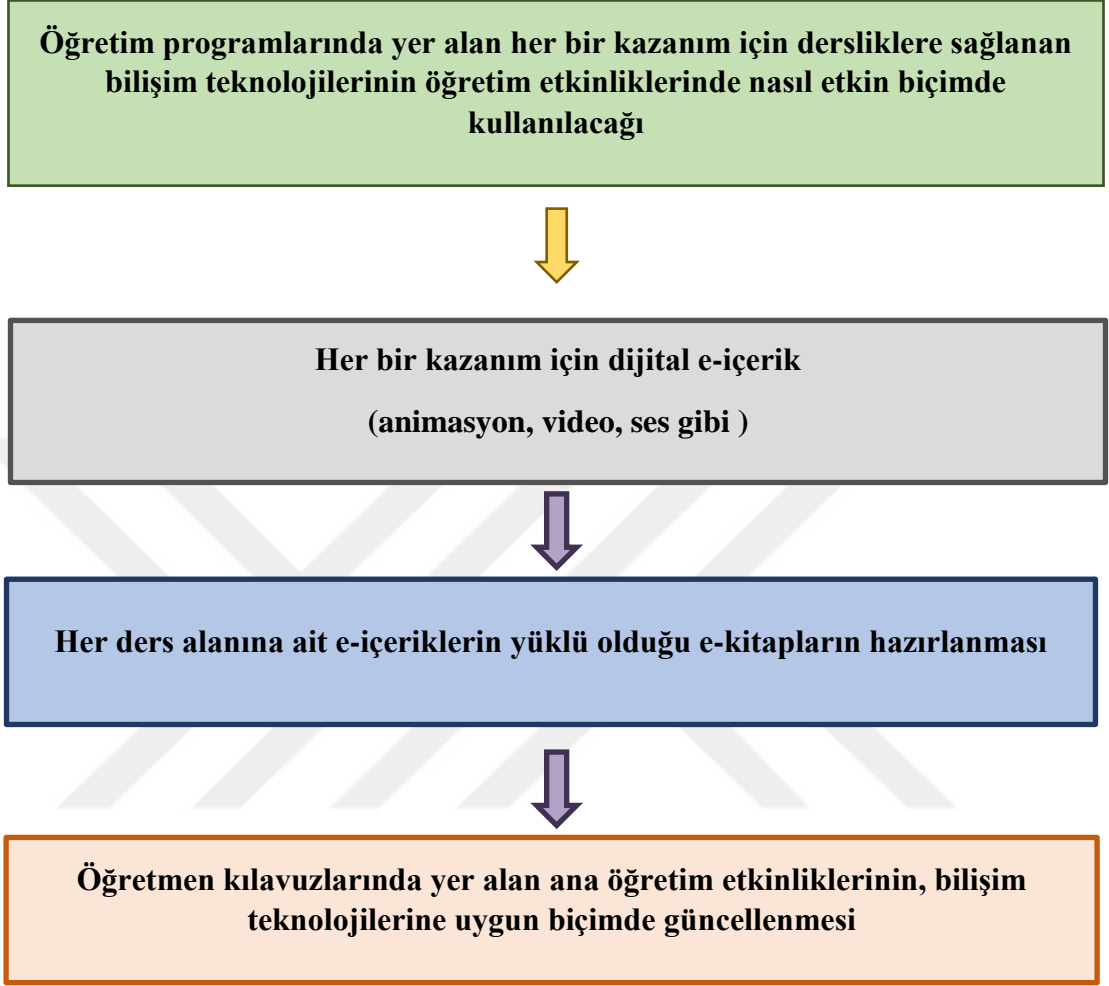 Öğretim programlarında yer alan her bir kazanım için dersliklere sağlanan
bilişim teknolojilerinin öğretim etkinliklerinde nasıl etkin biçimde
kullanılacağı
Her bir kazanım için dijital e-içerik
(animasyon, video, ses gibi )
Her ders alanına ait e-içeriklerin yüklü olduğu e-kitapların hazırlanması
Öğretmen kılavuzlarında yer alan ana öğretim etkinliklerinin, bilişim
teknolojilerine uygun biçimde güncellenmesi